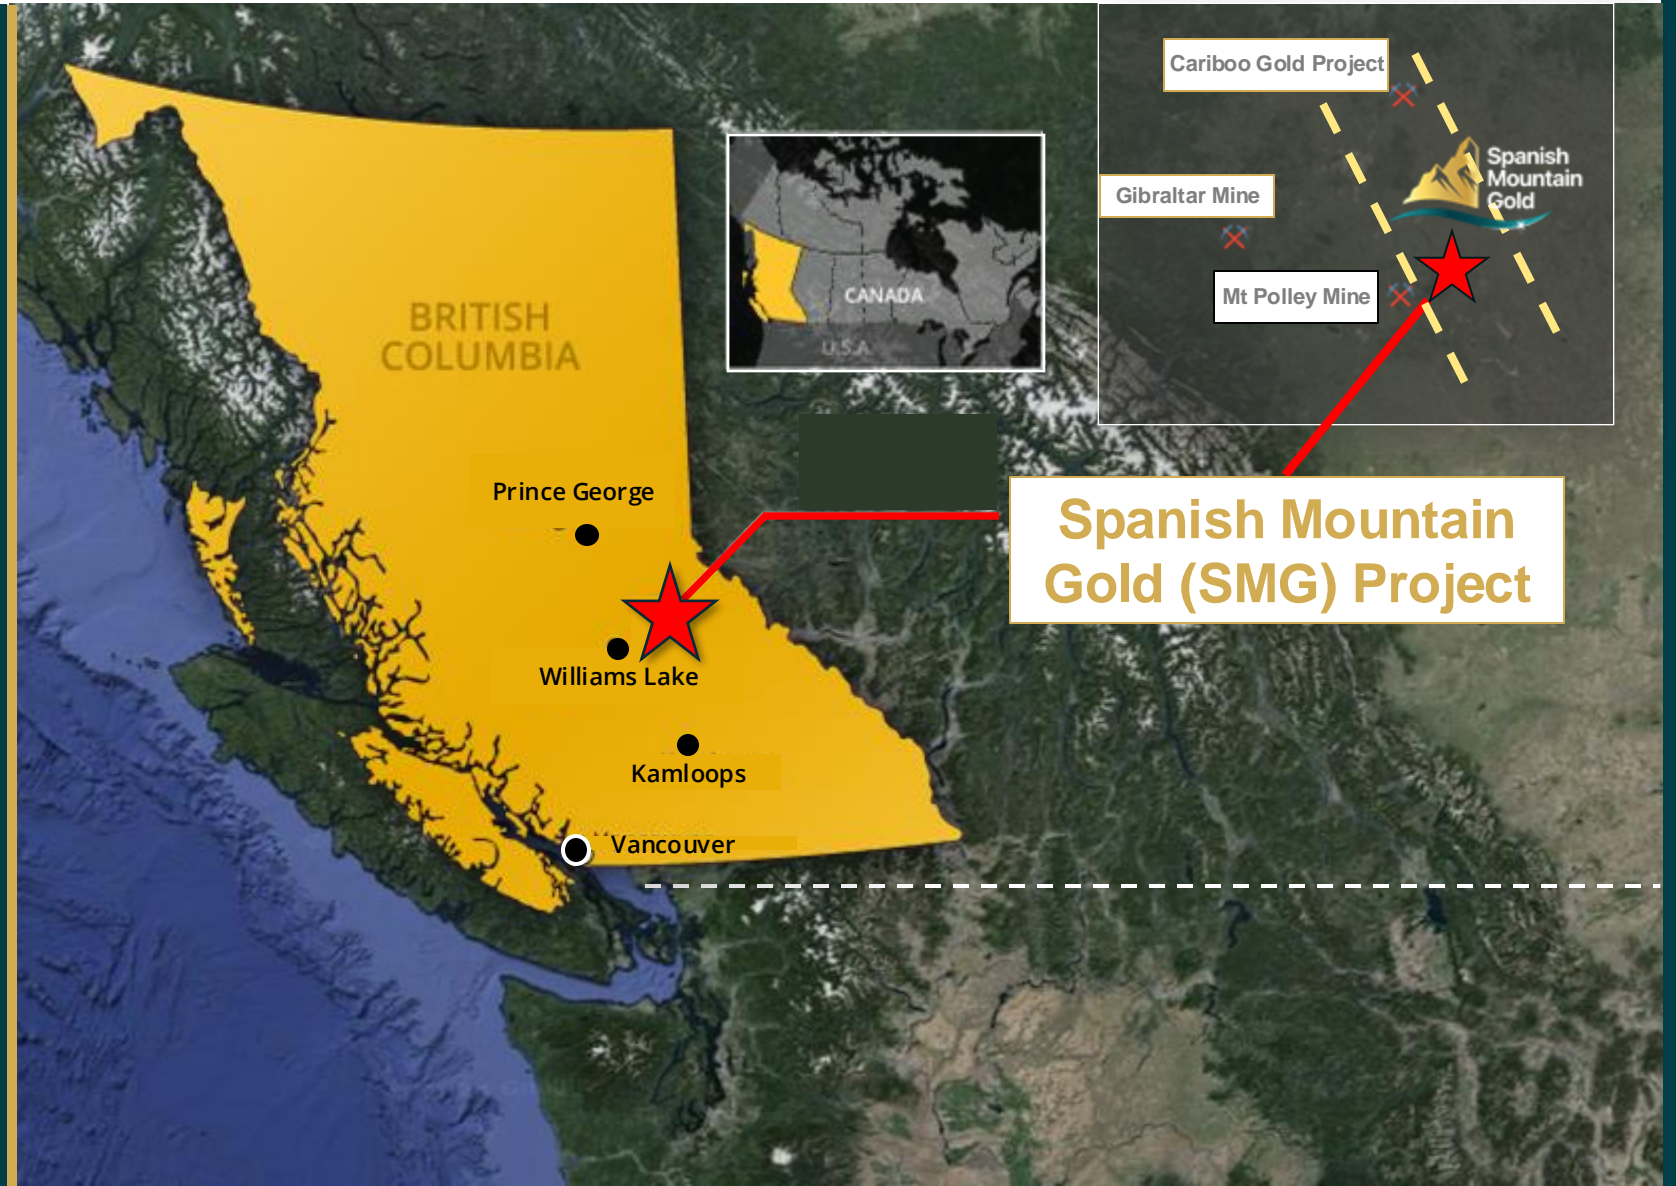 Cariboo Gold Project
Spanish
Mountain
Gold
Gibraltar Mine
Mt Polley Mine
BRITISH
COLUMBIA
CANADA
U.S.A.
Prince George
Spanish Mountain
Gold (SMG) Project
Williams Lake
Kamloops
Vancouver